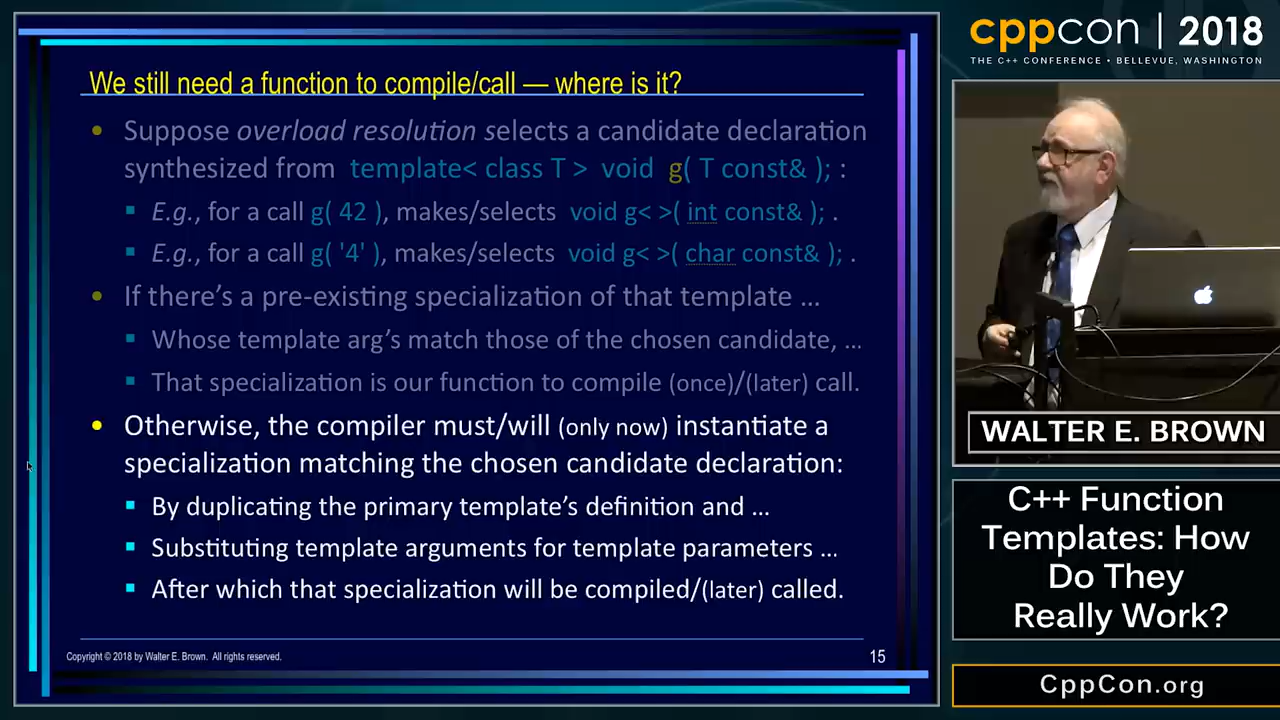 We still need a function to compile/call — where is it?
• Suppose overload resolution selects a candidate declaration
synthesized from template< class T > void g( T const& ); :
▪ E.g., for a call g( 42 ), makes/selects void g< >( int const& ); .
▪ E.g., for a call g( '4' ), makes/selects void g< >( char const& ); .
• If there's a pre-existing specialization of that template …
▪ Whose template arg's match those of the chosen candidate, …
▪ That specialization is our function to compile (once)/(later) call.
• Otherwise, the compiler must/will (only now) instantiate a
specialization matching the chosen candidate declaration:
▪ By duplicating the primary template's definition and …
▪ Substituting template arguments for template parameters …
▪ After which that specialization will be compiled/(later) called.
Copyright © 2018 by Walter E. Brown. All rights reserved.
15
cppcon | 2018
THE C++ CONFERENCE • BELLEVUE, WASHINGTON
WALTER E. BROWN
C++ Function
Templates: How
Do They
Really Work?
CppCon.org